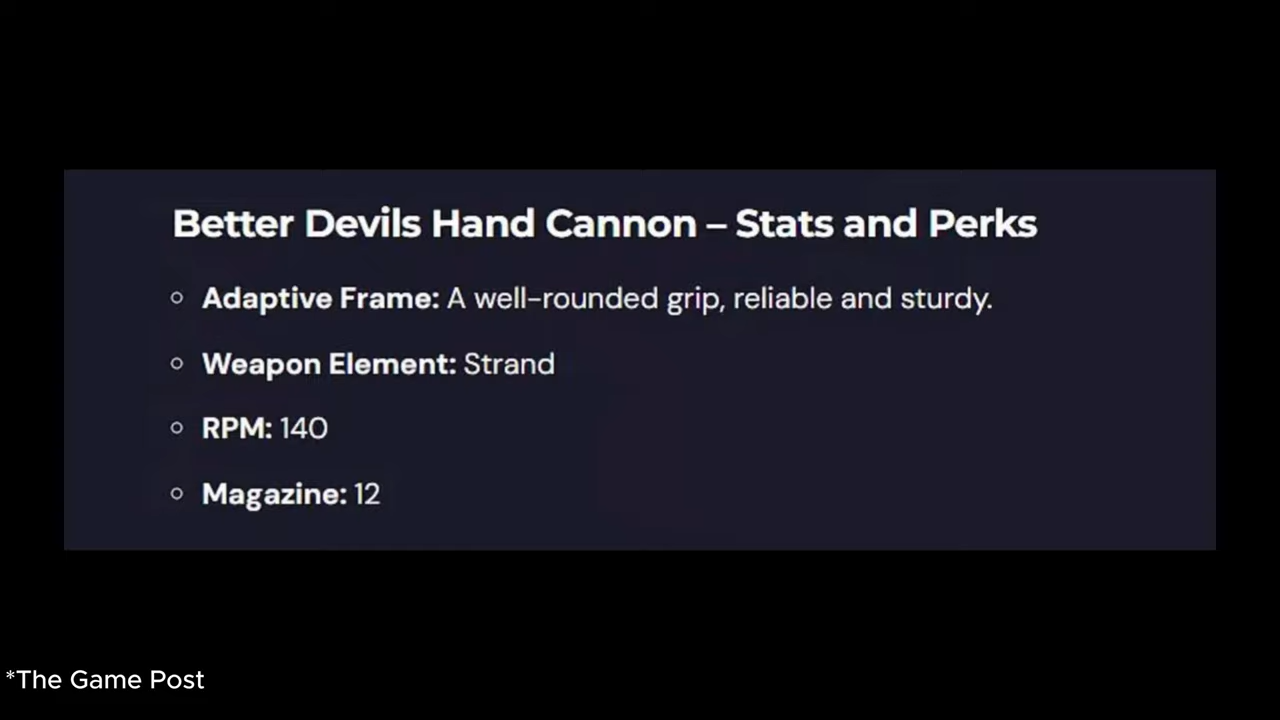 Better Devils Hand Cannon – Stats and Perks
Adaptive Frame: A well-rounded grip, reliable and sturdy.
Weapon Element: Strand
RPM: 140
Magazine: 12
*The Game Post